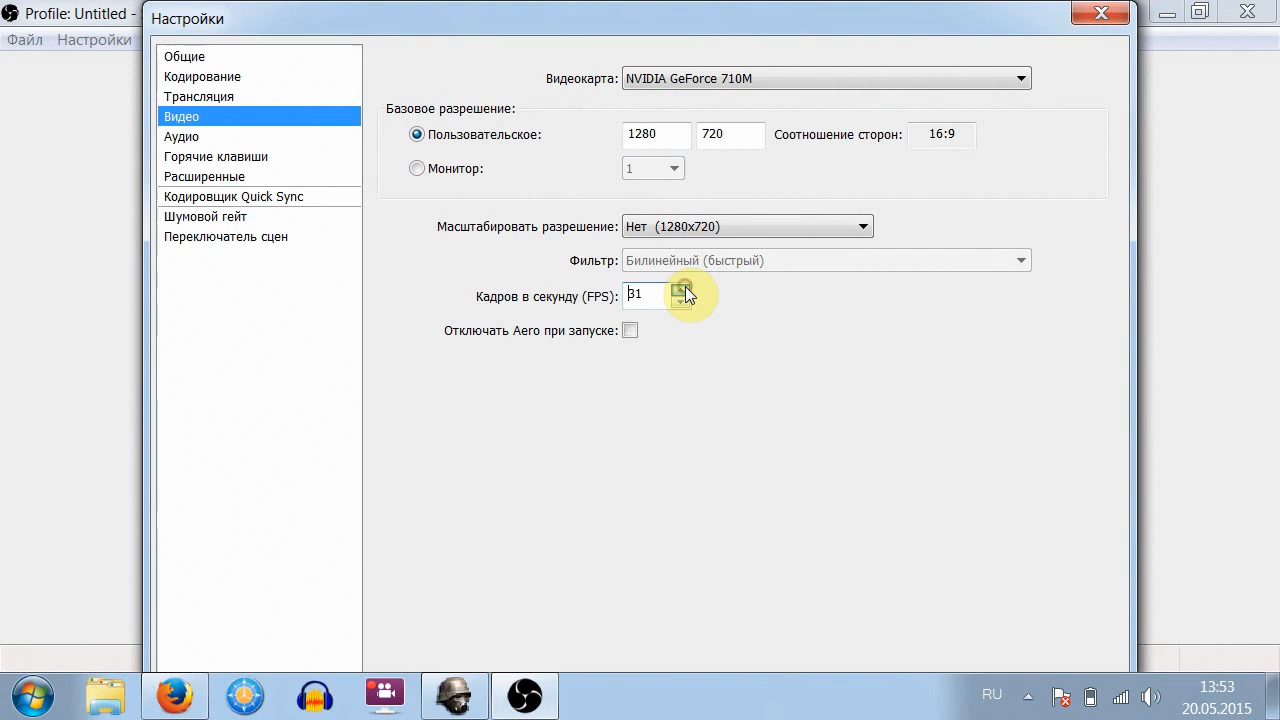 Profile: Untitled -
Настройки
Файл Настройки
Общие
Кодирование
Трансляция
Видео
Аудио
Горячие клавиши
Расширенные
Кодировщик Quick Sync
Шумовой гейт
Переключатель сцен
Видеокарта: NVIDIA GeForce 710M
Базовое разрешение:
Пользовательское: 1280 720 Соотношение сторон: 16:9
Монитор: 1
Масштабировать разрешение: Нет (1280x720)
Фильтр: Билинейный (быстрый)
Кадров в секунду (FPS): 31
Отключать Aero при запуске:
RU
13:53
20.05.2015